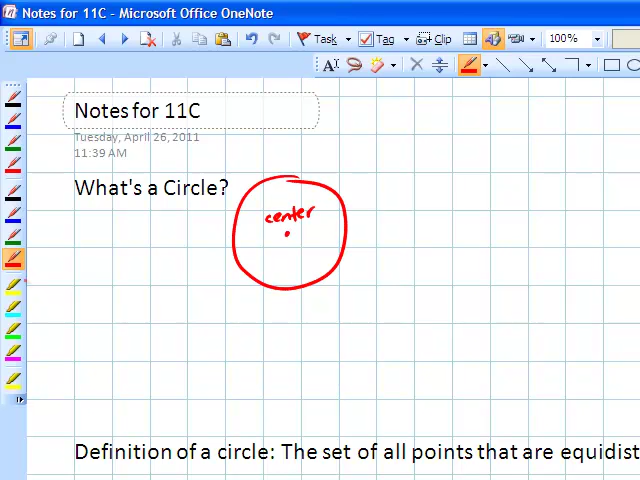 Notes for 11C - Microsoft Office OneNote
Task Tag Clip 100%
A
Notes for 11C
Tuesday, April 26, 2011
11:39 AM
What's a Circle?
center
Definition of a circle: The set of all points that are equidist